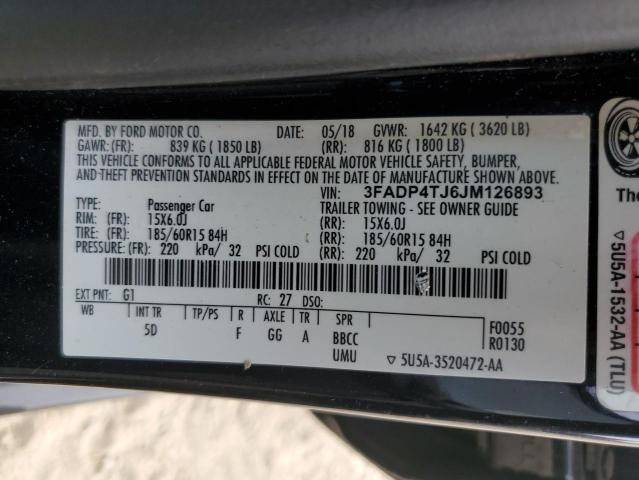 MFD. BY FORD MOTOR CO. DATE: 05/18 GVWR: 1642 KG ( 3620 LB)
GAWR: (FR): 839 KG ( 1850 LB) (RR): 816 KG ( 1800 LB)
THIS VEHICLE CONFORMS TO ALL APPLICABLE FEDERAL MOTOR VEHICLE SAFETY, BUMPER,
AND THEFT PREVENTION STANDARDS IN EFFECT ON THE DATE OF MANUFACTURE SHOWN ABOVE.
VIN: 3FADP4TJ6JM126893
TYPE: Passenger Car TRAILER TOWING - SEE OWNER GUIDE
RIM: (FR): 15X6.0J (RR): 15X6.0J
TIRE: (FR): 185/60R15 84H (RR): 185/60R15 84H
PRESSURE: (FR): 220 kPa/ 32 PSI COLD (RR): 220 kPa/ 32 PSI COLD
EXT PNT: G1 RC: 27 DSO:
WB INT TR TP/PS R AXLE TR SPR
5D F GG A BBCC
UMU
F0055
R0130
▽ 5U5A-3520472-AA
The
▽ 5U5A-1532-AA (TLU)